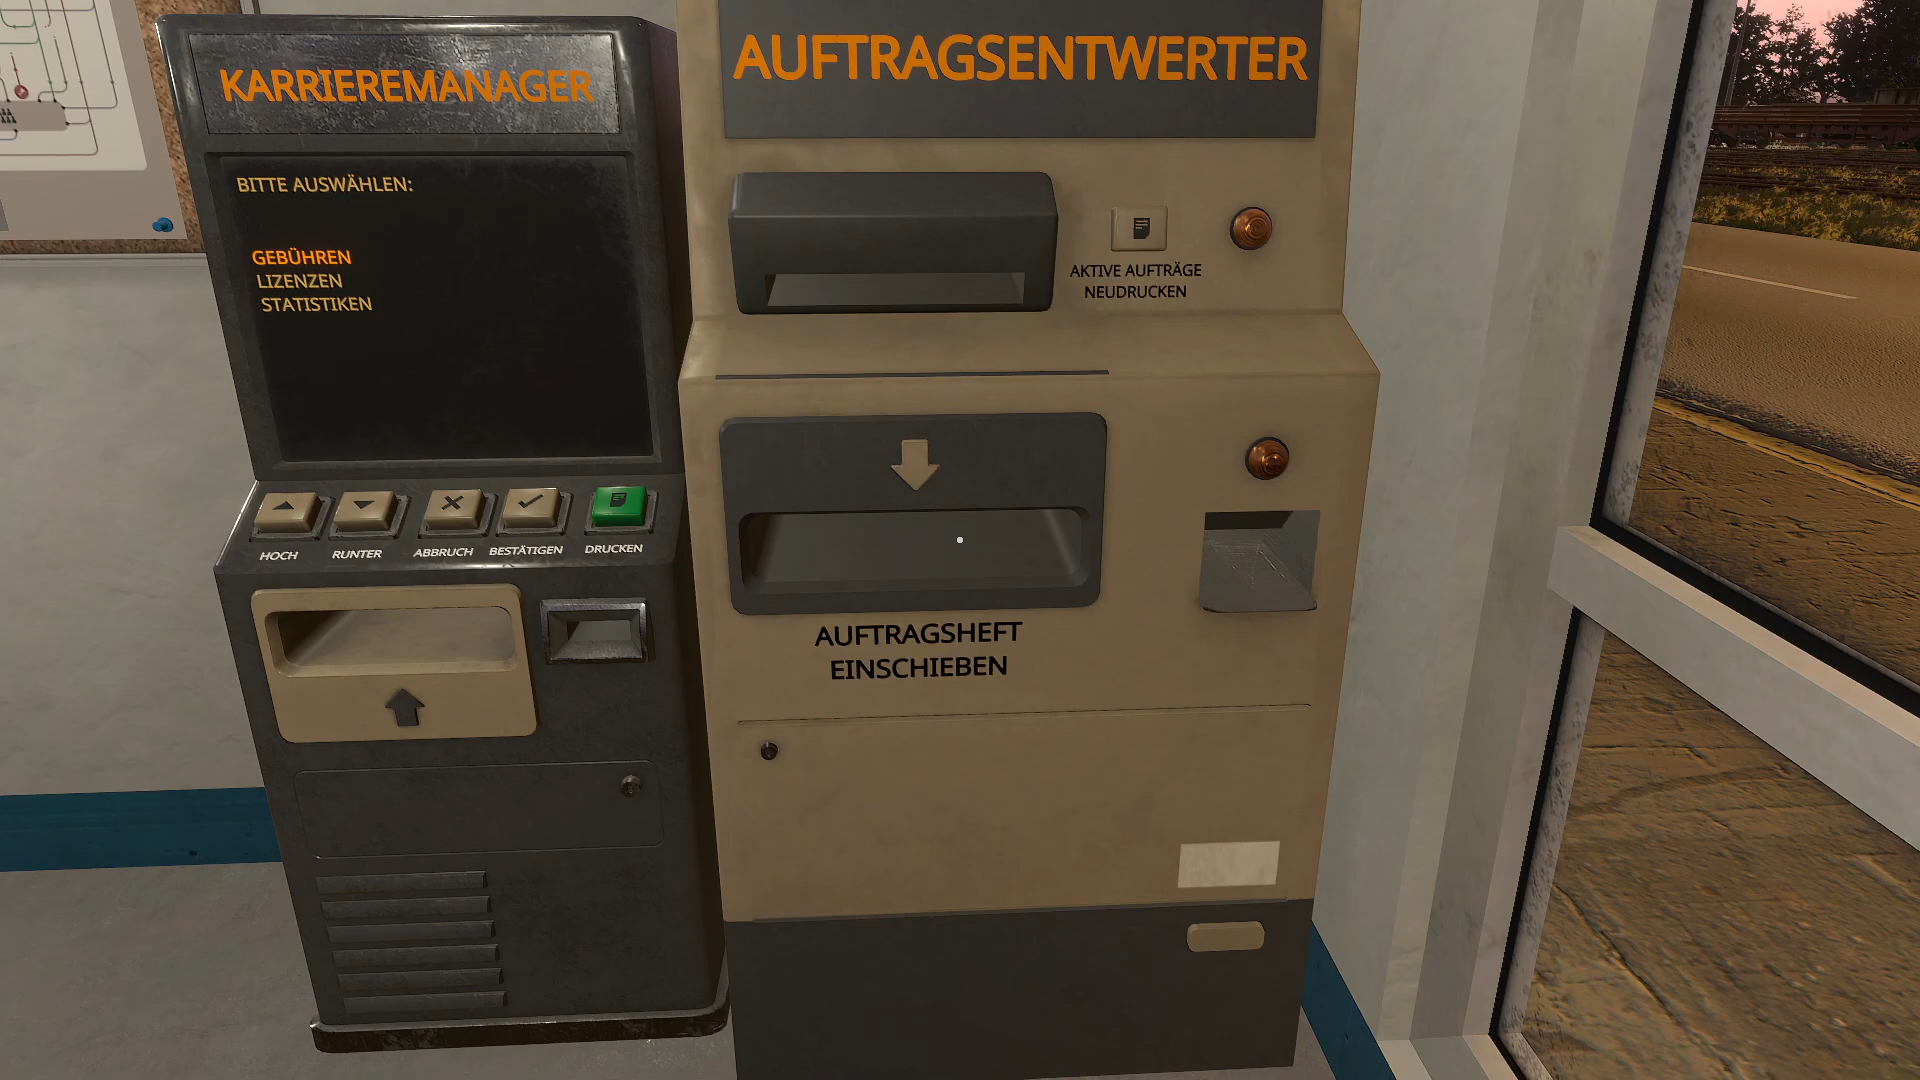 KARRIEREMANAGER
BITTE AUSWÄHLEN:
GEBÜHREN
LIZENZEN
STATISTIKEN
HOCH
RUNTER
ABBRUCH
BESTÄTIGEN
DRUCKEN
AUFTRAGSENTWERTER
AKTIVE AUFTRÄGE
NEUDRUCKEN
AUFTRAGSHEFT
EINSCHIEBEN